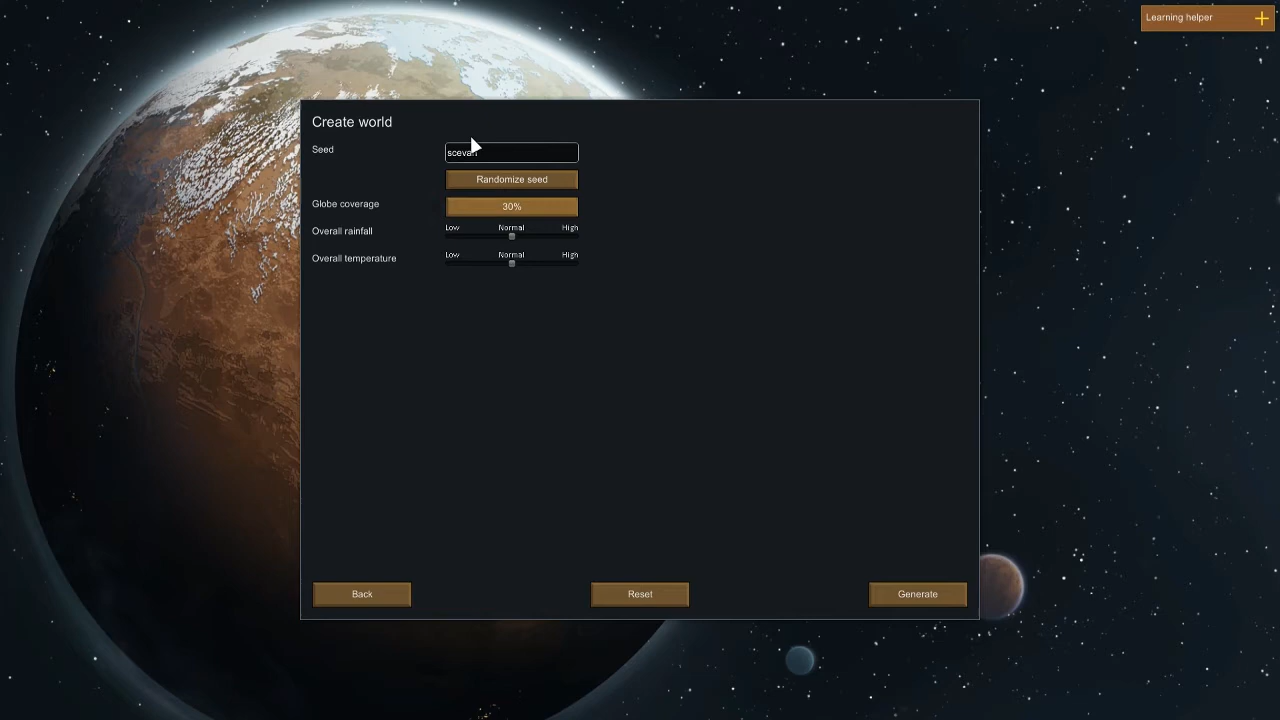 Learning helper
Create world
Seed
Randomize seed
Globe coverage 30%
Overall rainfall Low Normal High
Overall temperature Low Normal High
Back Reset Generate